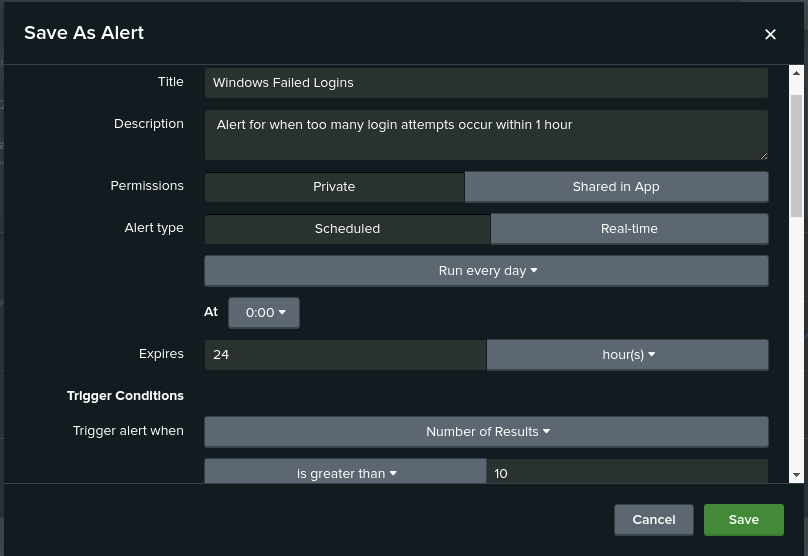 Save As Alert
×
Title Windows Failed Logins
Description Alert for when too many login attempts occur within 1 hour
Permissions Private Shared in App
Alert type Scheduled Real-time
Run every day
At 0:00
Expires 24 hour(s)
Trigger Conditions
Trigger alert when Number of Results
is greater than 10
Cancel Save